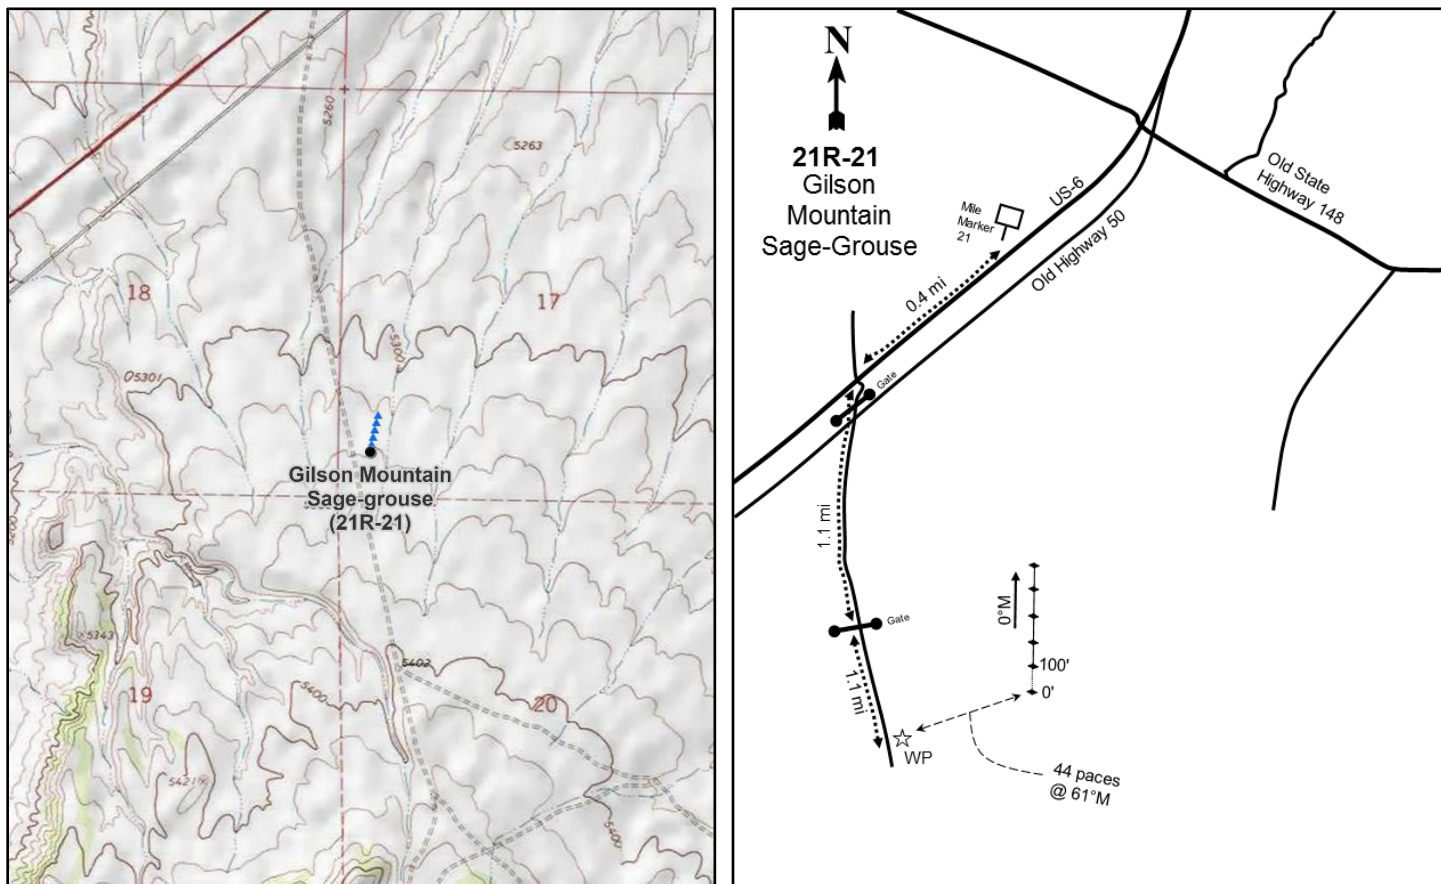 5260
5263
18
17
5300
5301
Gilson Mountain
Sage-grouse
(21R-21)
5343
5402
19
5400
20
5421
5400
N
21R-21
Gilson
Mountain
Sage-Grouse
US-6
Mile
Marker
21
Old State
Highway 148
Old Highway 50
0.4 mi
Gate
1.1 mi
0°M
Gate
100'
0'
1.1 mi
WP
44 paces
@ 61°M